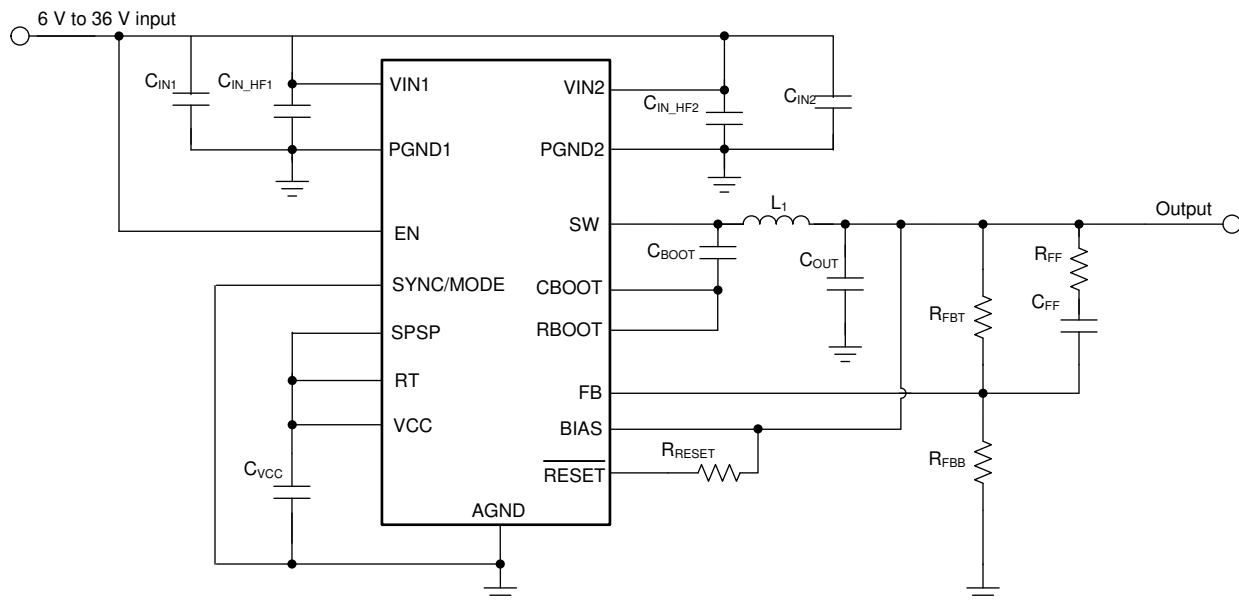 6 V to 36 V input
CIN1
CIN_HF1
VIN1
VIN2
CIN_HF2
CIN2
PGND1
PGND2
EN
SW
L1
Output
CBOOT
COUT
RFF
SYNC/MODE
CBOOT
CFF
SPSP
RBOOT
RFBT
RT
FB
VCC
BIAS
RRESET
RFBB
CVCC
RESET
AGND